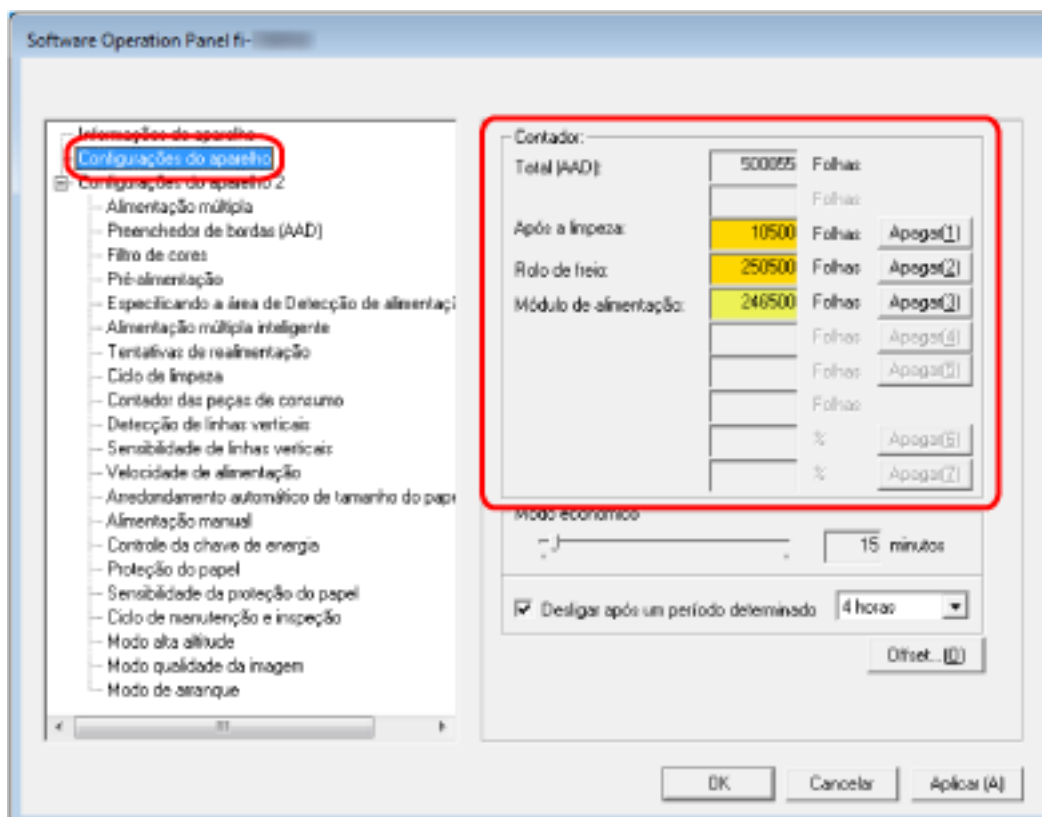 Software Operation Panel fi-
Informações do aparelho
Configurações do aparelho
Configurações do aparelho 2
Alimentação múltipla
Preenchedor de bordas (AAD)
Filtro de cores
Pré-alimentação
Especificando a área de Detecção de alimentaçi
Alimentação múltipla inteligente
Tentativas de realimentação
Ciclo de limpeza
Contador das peças de consumo
Detecção de linhas verticais
Sensibilidade de linhas verticais
Velocidade de alimentação
Arredondamento automático de tamanho do pape
Alimentação manual
Controle da chave de energia
Proteção do papel
Sensibilidade da proteção do papel
Ciclo de manutenção e inspeção
Modo alta altitude
Modo qualidade da imagem
Modo de arranque
Contador:
Total (AAD): 500055 Folhas
Folhas
Após a limpeza: 10500 Folhas Apagar(1)
Rolo de freio: 250500 Folhas Apagar(2)
Módulo de alimentação: 246500 Folhas Apagar(3)
Folhas Apagar(4)
Folhas Apagar(5)
Folhas
% Apagar(6)
% Apagar(7)
Modo econômico
15 minutos
Desligar após um período determinado 4 horas
Offset...(O)
OK Cancelar Aplicar (A)